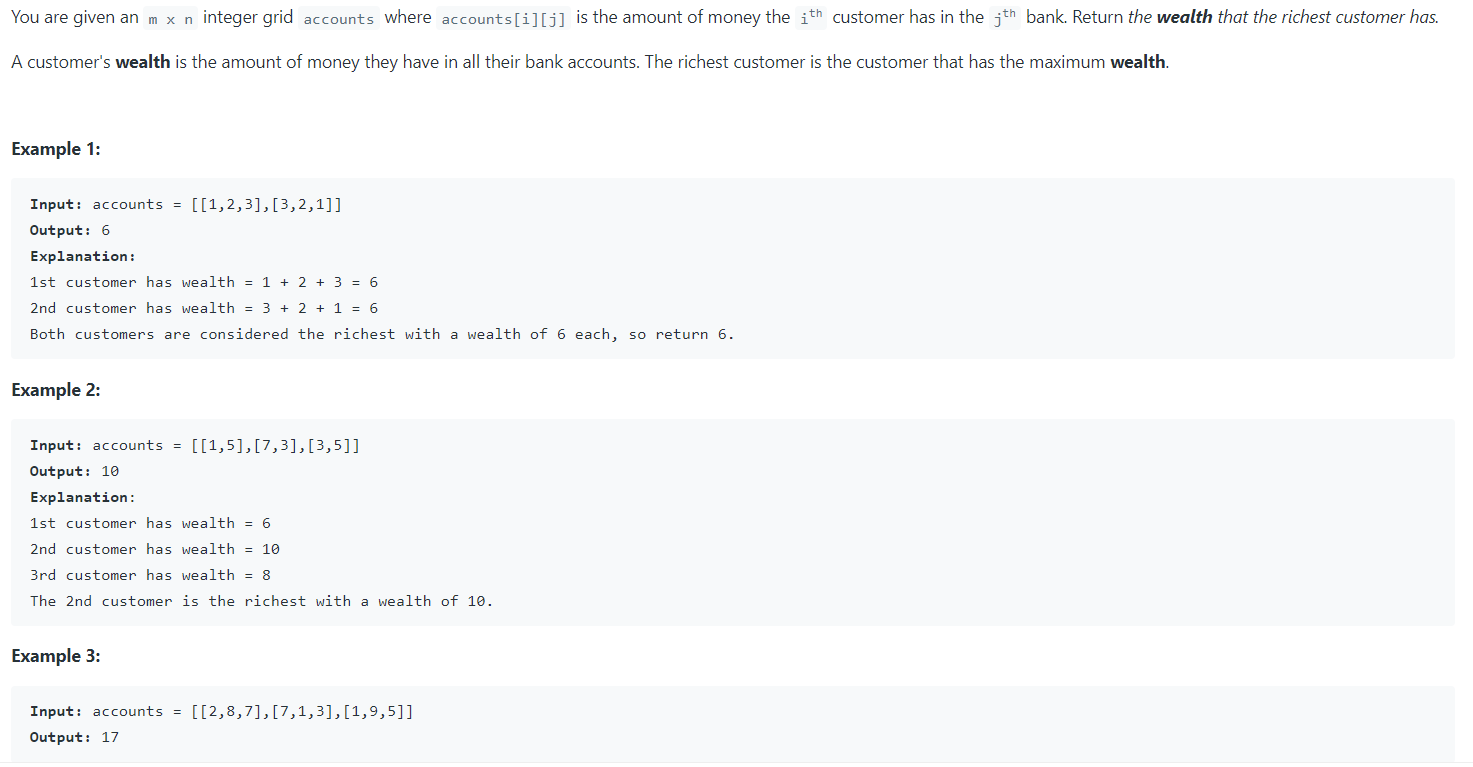 You are given an m x n integer grid accounts where accounts[i][j] is the amount of money the ith customer has in the jth bank. Return the wealth that the richest customer has.
A customer's wealth is the amount of money they have in all their bank accounts. The richest customer is the customer that has the maximum wealth.
Example 1:
Input: accounts = [[1,2,3],[3,2,1]]
Output: 6
Explanation:
1st customer has wealth = 1 + 2 + 3 = 6
2nd customer has wealth = 3 + 2 + 1 = 6
Both customers are considered the richest with a wealth of 6 each, so return 6.
Example 2:
Input: accounts = [[1,5],[7,3],[3,5]]
Output: 10
Explanation:
1st customer has wealth = 6
2nd customer has wealth = 10
3rd customer has wealth = 8
The 2nd customer is the richest with a wealth of 10.
Example 3:
Input: accounts = [[2,8,7],[7,1,3],[1,9,5]]
Output: 17